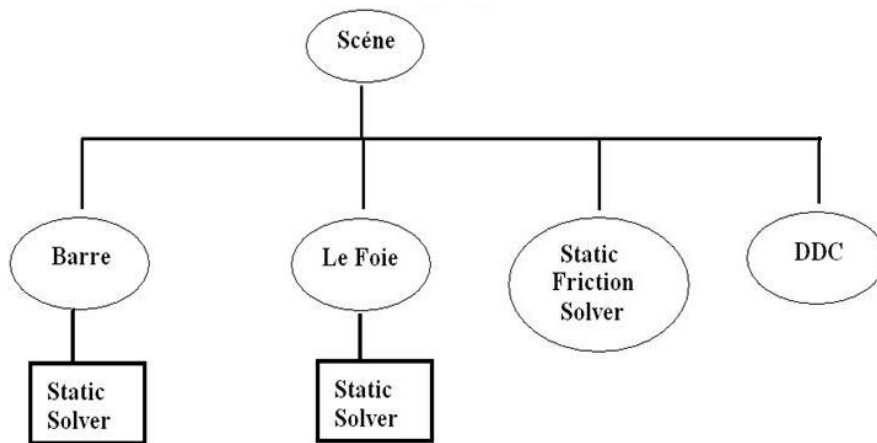 Scéne
Barre
Le Foie
Static
Friction
Solver
DDC
Static
Solver
Static
Solver